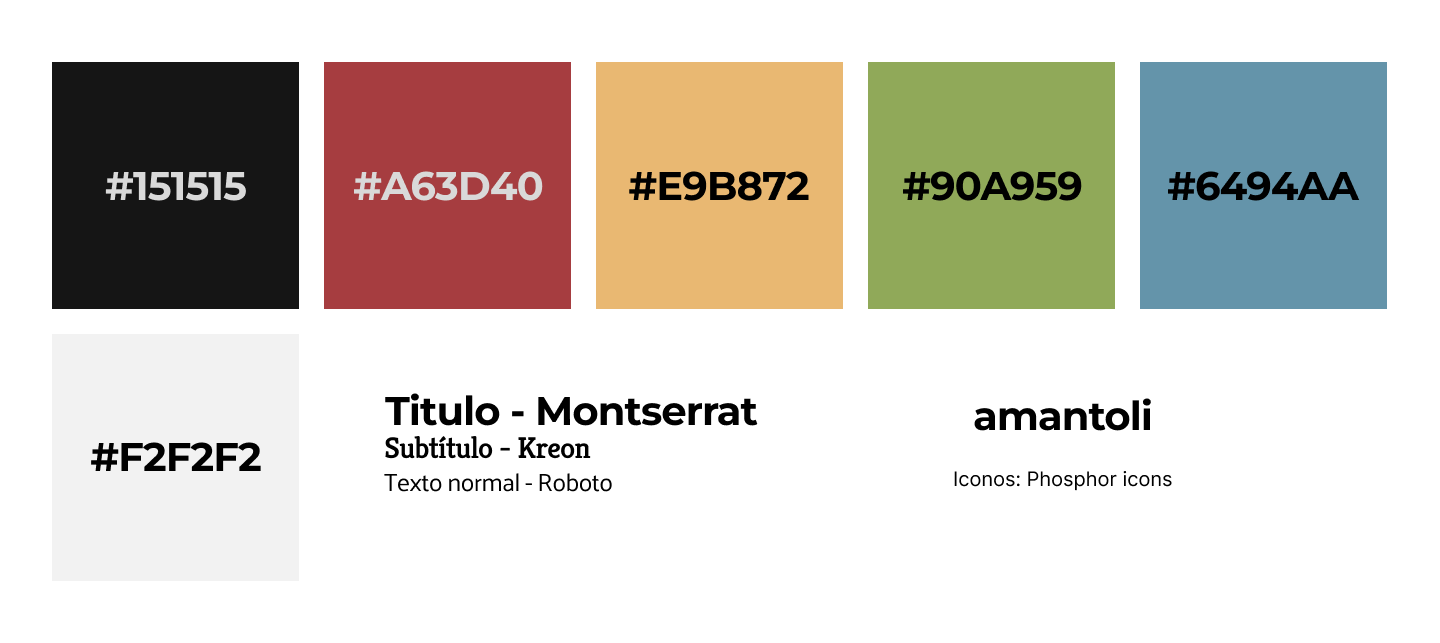 #151515
#A63D40
#E9B872
#90A959
#6494AA
#F2F2F2
Titulo - Montserrat
Subtítulo - Kreon
Texto normal - Roboto
amantoli
Iconos: Phosphor icons